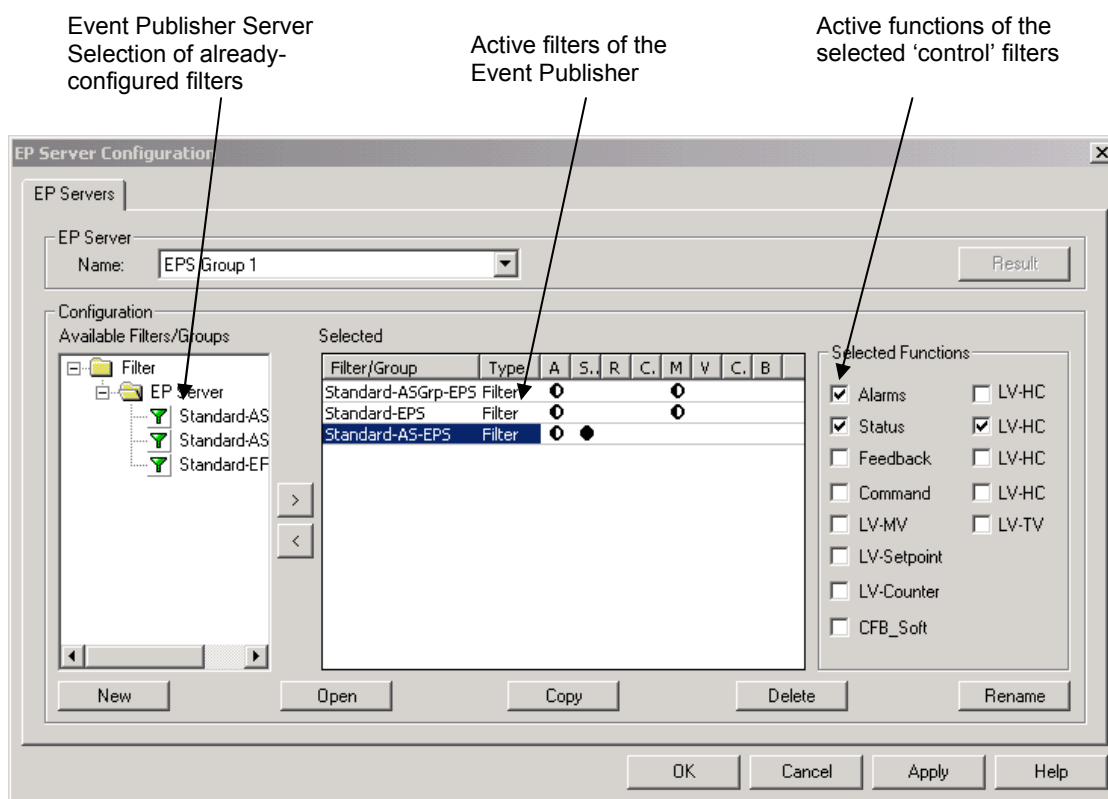 Event Publisher Server
Selection of already-
configured filters
Active filters of the
Event Publisher
Active functions of the
selected ‘control’ filters
EP Server Configuration
EP Servers
EP Server
Name: EPS Group 1
Result
Configuration
Available Filters/Groups
Filter
EP Server
Standard-AS
Standard-AS
Standard-EF
>
<
Selected
Filter/Group Type A S.. R C. M V C. B
Standard-ASGrp-EPS Filter
Standard-EPS Filter
Standard-AS-EPS Filter
Selected Functions
Alarms LV-HC
Status LV-HC
Feedback LV-HC
Command LV-HC
LV-MV LV-TV
LV-Setpoint
LV-Counter
CFB_Soft
New Open Copy Delete Rename
OK Cancel Apply Help